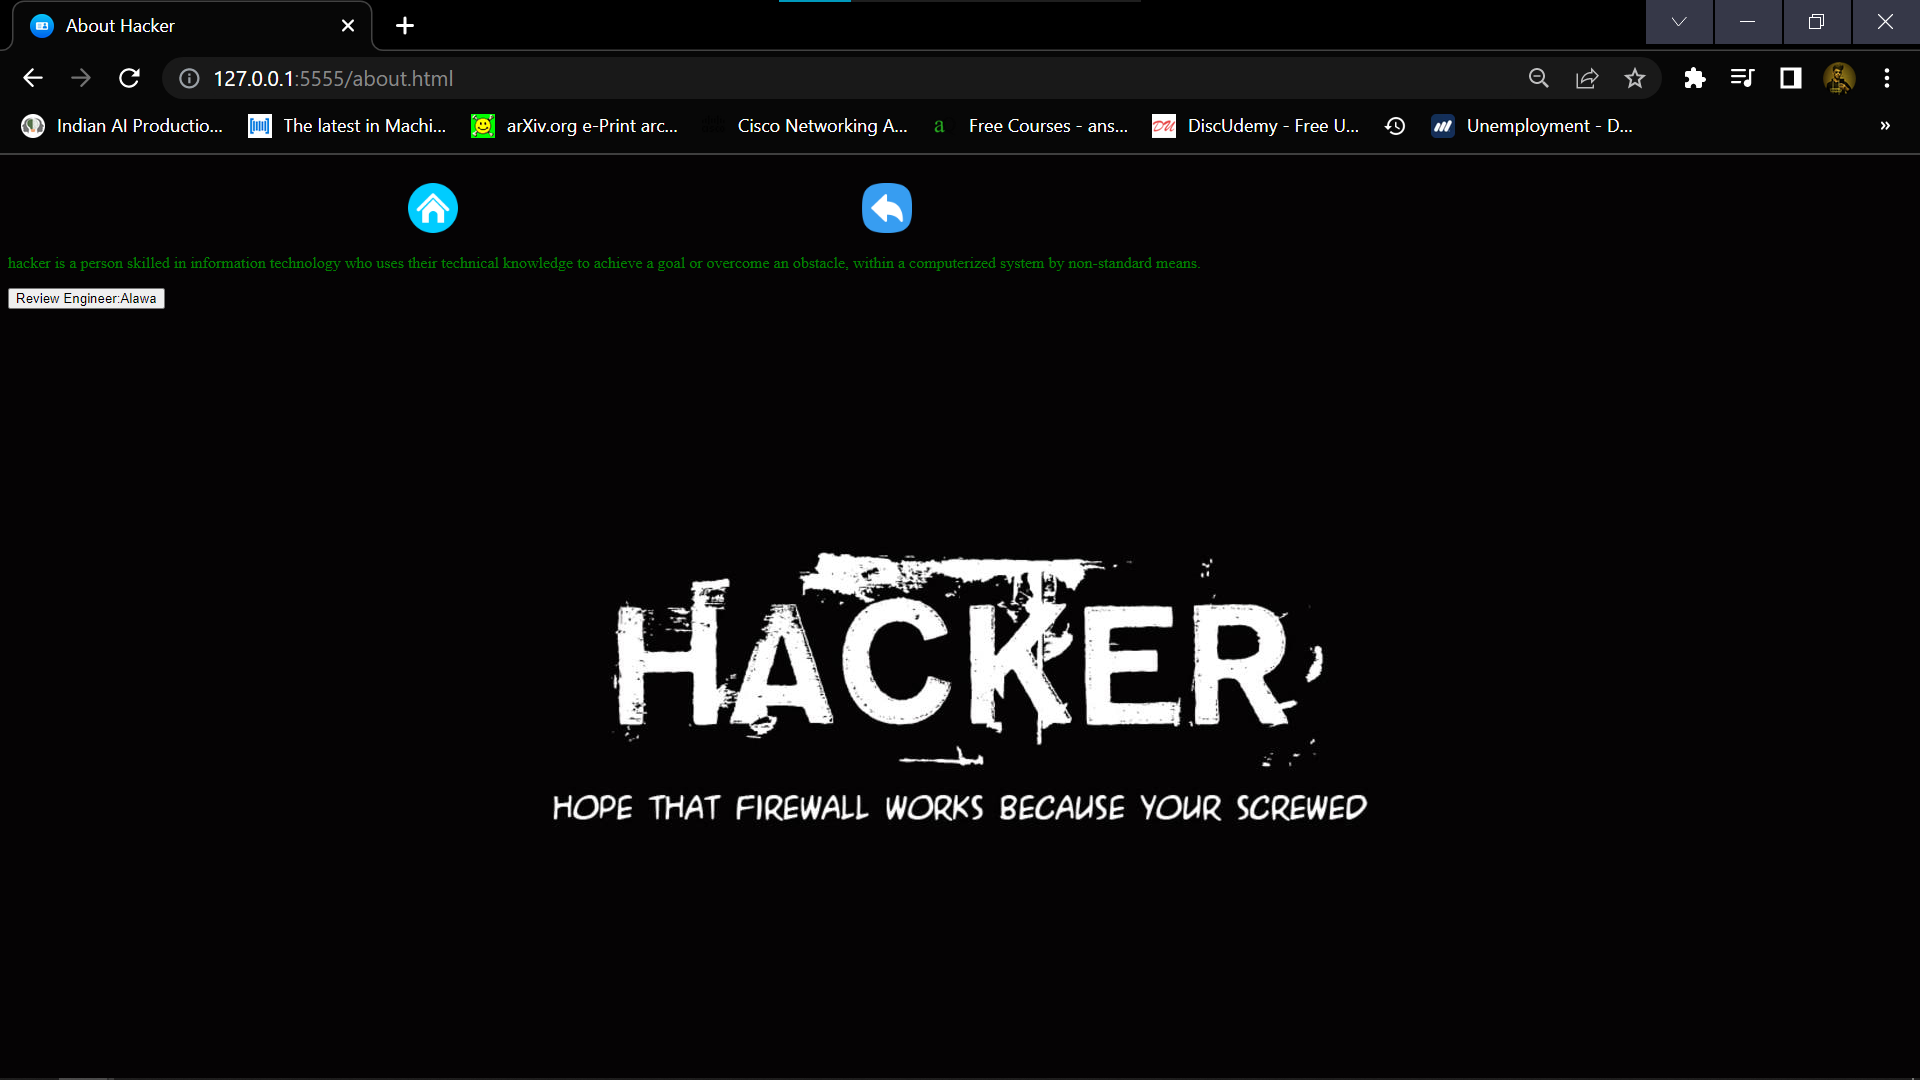 About Hacker
127.0.0.1:5555/about.html
Indian AI Productio...
The latest in Machi...
arXiv.org e-Print arc...
Cisco Networking A...
a
Free Courses - ans...
DU
DiscUdemy - Free U...
Unemployment - D...
»
hacker is a person skilled in information technology who uses their technical knowledge to achieve a goal or overcome an obstacle, within a computerized system by non-standard means.
Review Engineer:Alawa
HACKER
HOPE THAT FIREWALL WORKS BECAUSE YOUR SCREWED